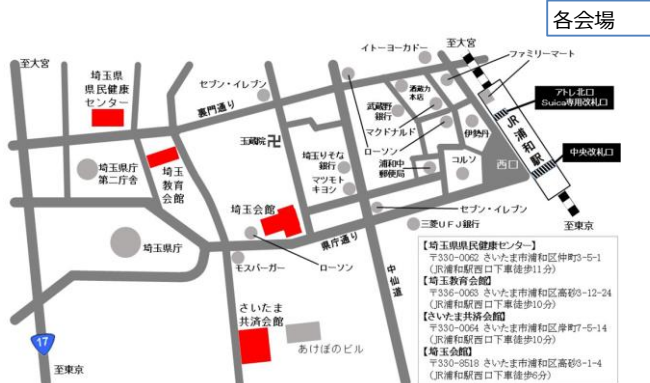 各会場
至大宮
埼玉県
県民健康
センター
セブン・イレブン
イトーヨーカドー
至大宮
ファミリーマート
裏門通り
酒蔵力
本店
武蔵野
銀行
マクドナルド
アトレ北口
Suica専用改札口
JR浦和駅
玉蔵院
卍
ローソン
伊勢丹
中央改札口
埼玉県庁
第二庁舎
埼玉
教育
会館
埼玉りそな
銀行
浦和中
郵便局
コルソ
西口
マツモト
キヨシ
埼玉会館
セブン・イレブン
至東京
埼玉県庁
県庁通り
三菱UFJ銀行
モスバーガー
ローソン
中仙道
さいたま
共済会館
あけぼのビル
17
至東京
【埼玉県県民健康センター】
〒330-0062 さいたま市浦和区仲町3-5-1
(JR浦和駅西口下車徒歩11分)
【埼玉教育会館】
〒336-0063 さいたま市浦和区高砂3-12-24
(JR浦和駅西口下車徒歩10分)
【さいたま共済会館】
〒330-0064 さいたま市浦和区岸町7-5-14
(JR浦和駅西口下車徒歩10分)
【埼玉会館】
〒330-8518 さいたま市浦和区高砂3-1-4
(JR浦和駅西口下車徒歩6分)